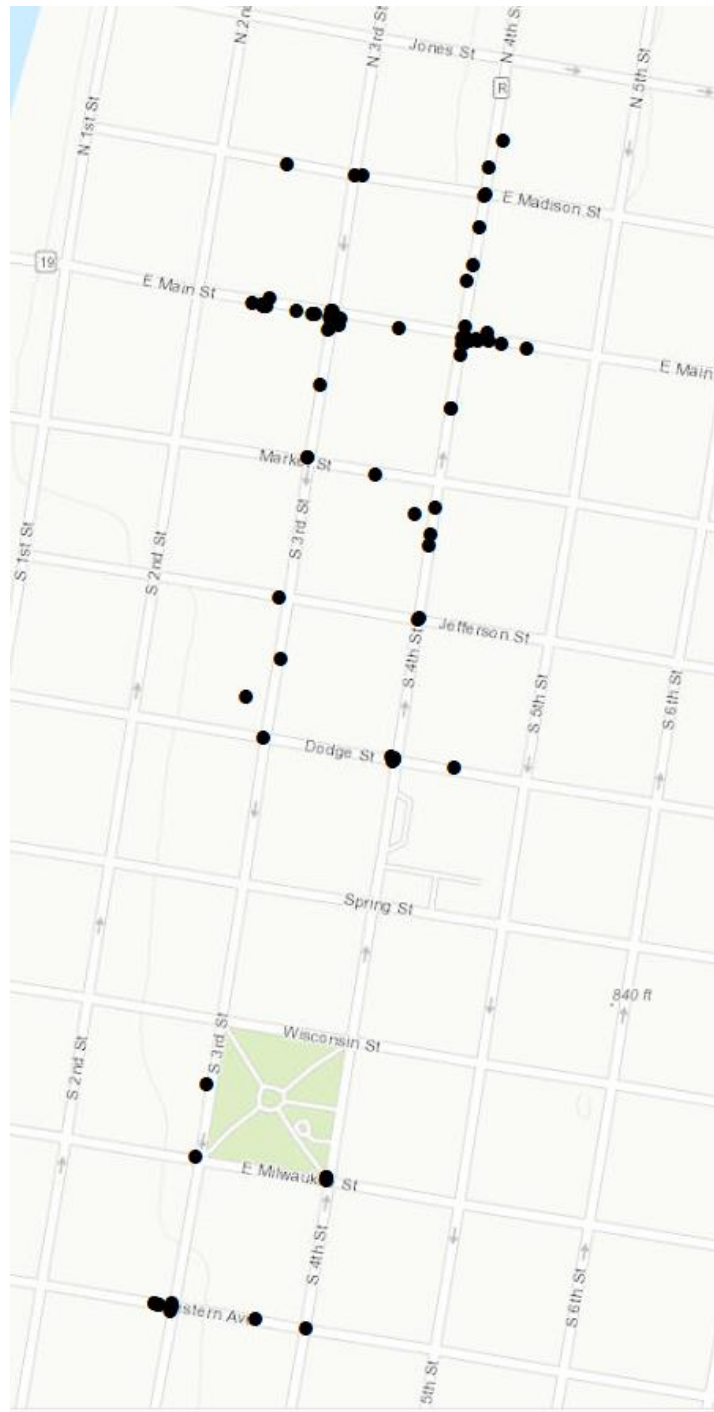 N 2nd
N 3rd St
Jones St
N 4th St
R
N 5th St
N 1st St
E Madison St
19
E Main St
E Main
Market St
S 3rd St
S 1st St
S 2nd St
Jefferson St
S 4th St
S 5th St
S 6th St
Dodge St
Spring St
840 ft
Wisconsin St
S 3rd St
S 2nd St
E Milwauk St
S 4th St
S 6th St
stern Av
5th St